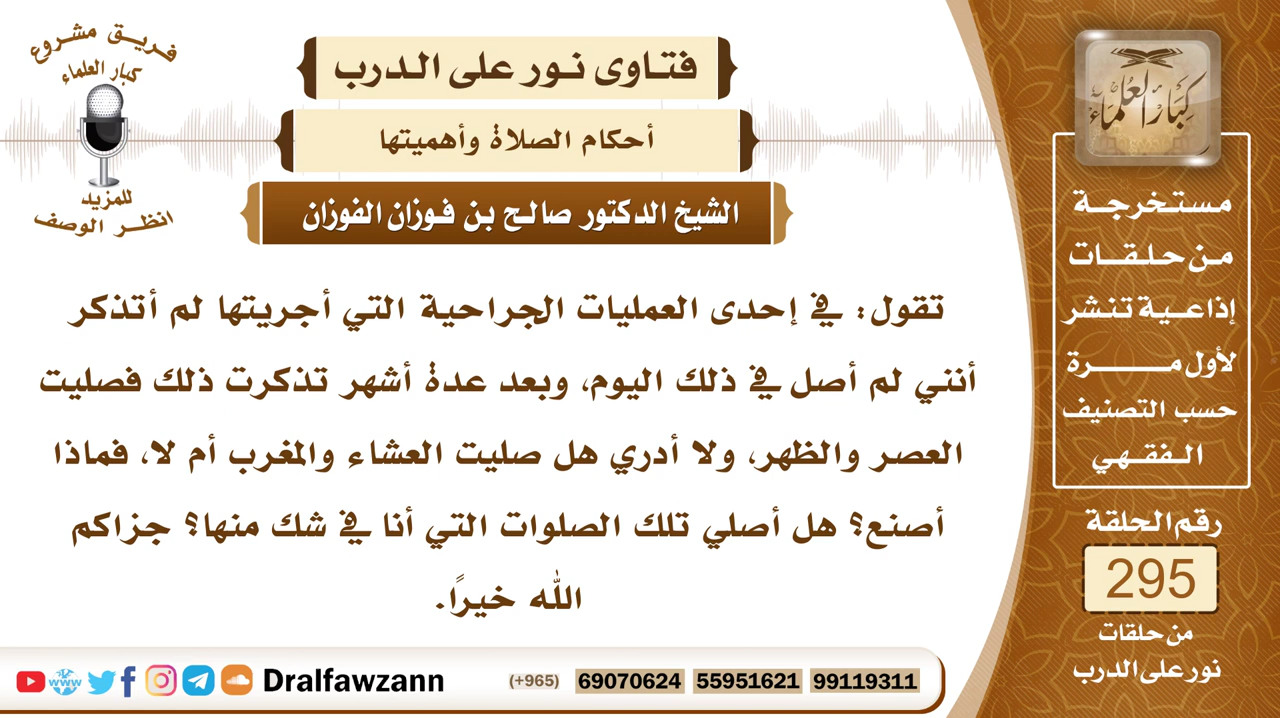 فريق مشروع
كبار العلماء
للمزيد
انظر الوصف
فتاوى نور على الدرب
أحكام الصلاة وأهميتها
الشيخ الدكتور صالح بن فوزان الفوزان
تقول: في إحدى العمليات الجراحية التي أجريتها لم أتذكر
أنني لم أصل في ذلك اليوم، وبعد عدة أشهر تذكرت ذلك فصليت
العصر والظهر، ولا أدري هل صليت العشاء والمغرب أم لا، فماذا
أصنع؟ هل أصلي تلك الصلوات التي أنا في شك منها؟ جزاكم
الله خيرًا.
كبار العلماء
مستخرجة
من حلقات
إذاعية تنشر
لأول مرة
حسب التصنيف
الفقهي
رقم الحلقة
295
من حلقات
نور على الدرب
www Dralfawzann (+965) 69070624 55951621 99119311